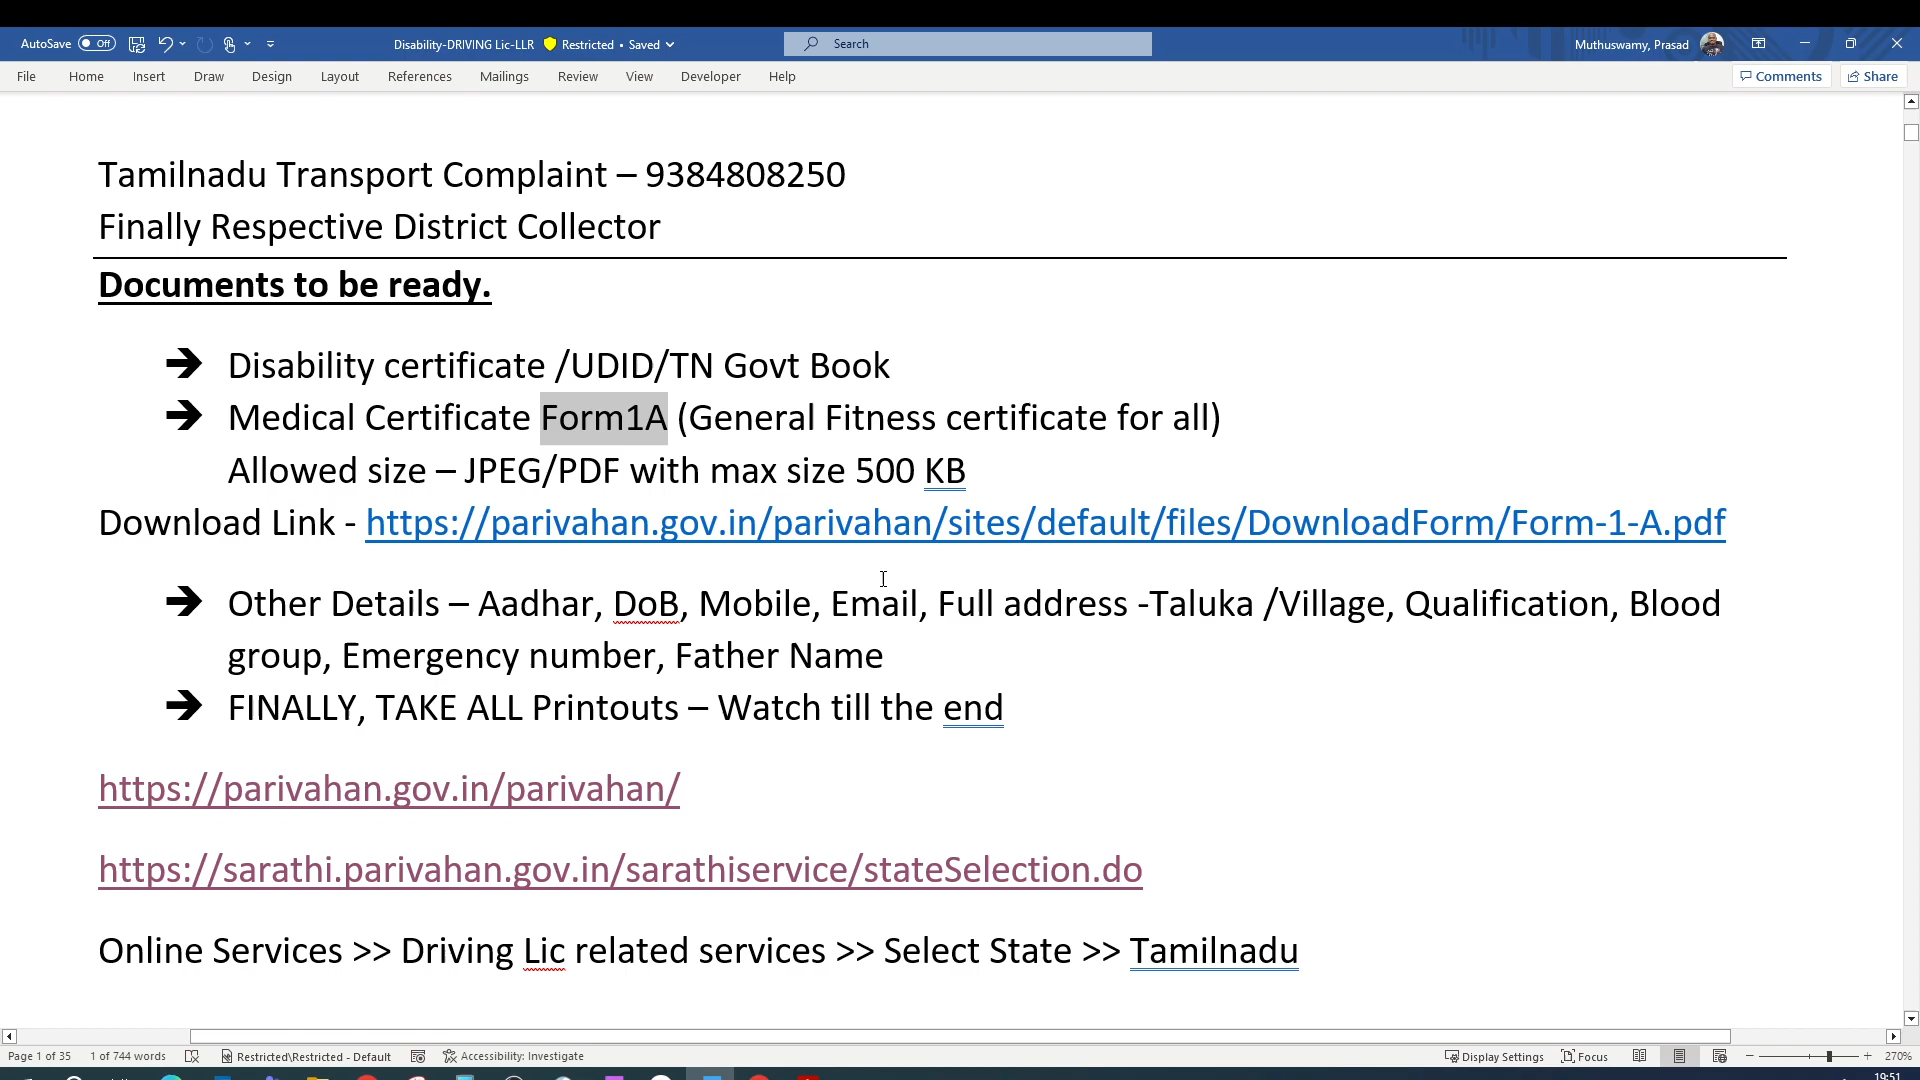 AutoSave Off Disability-DRIVING Lic-LLR Restricted • Saved Search Muthuswamy, Prasad
File Home Insert Draw Design Layout References Mailings Review View Developer Help Comments Share
Tamilnadu Transport Complaint – 9384808250
Finally Respective District Collector
Documents to be ready.
➔ Disability certificate /UDID/TN Govt Book
➔ Medical Certificate Form1A (General Fitness certificate for all)
Allowed size – JPEG/PDF with max size 500 KB
Download Link - https://parivahan.gov.in/parivahan/sites/default/files/DownloadForm/Form-1-A.pdf
➔ Other Details – Aadhar, DoB, Mobile, Email, Full address -Taluka /Village, Qualification, Blood
group, Emergency number, Father Name
➔ FINALLY, TAKE ALL Printouts – Watch till the end
https://parivahan.gov.in/parivahan/
https://sarathi.parivahan.gov.in/sarathiservice/stateSelection.do
Online Services >> Driving Lic related services >> Select State >> Tamilnadu
Page 1 of 35 1 of 744 words Restricted\Restricted - Default Accessibility: Investigate Display Settings Focus 270%
19:51